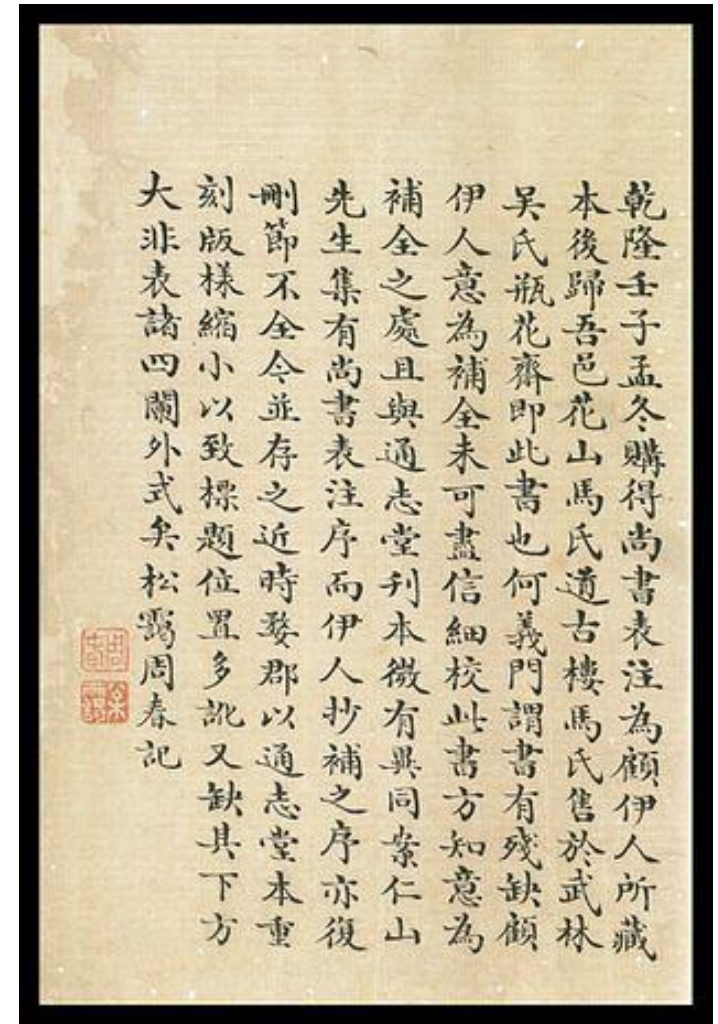 乾隆壬子孟冬購得尚書表注為顧伊人所藏
本後歸吾邑花山馬氏道古樓馬氏售於武林
吴氏瓶花齋即此書也何義門謂書有殘缺顧
伊人意為補全未可盡信細校此書方知意為
補全之處且與通志堂刊本微有異同案仁山
先生集有尚書表注序而伊人抄補之序亦復
刪節不全今並存之近時婺郡以通志堂本重
刻版樣縮小以致標題位置多訛又缺其下方
大非表諸四闌外式矣松靄周春記
周春
松靄